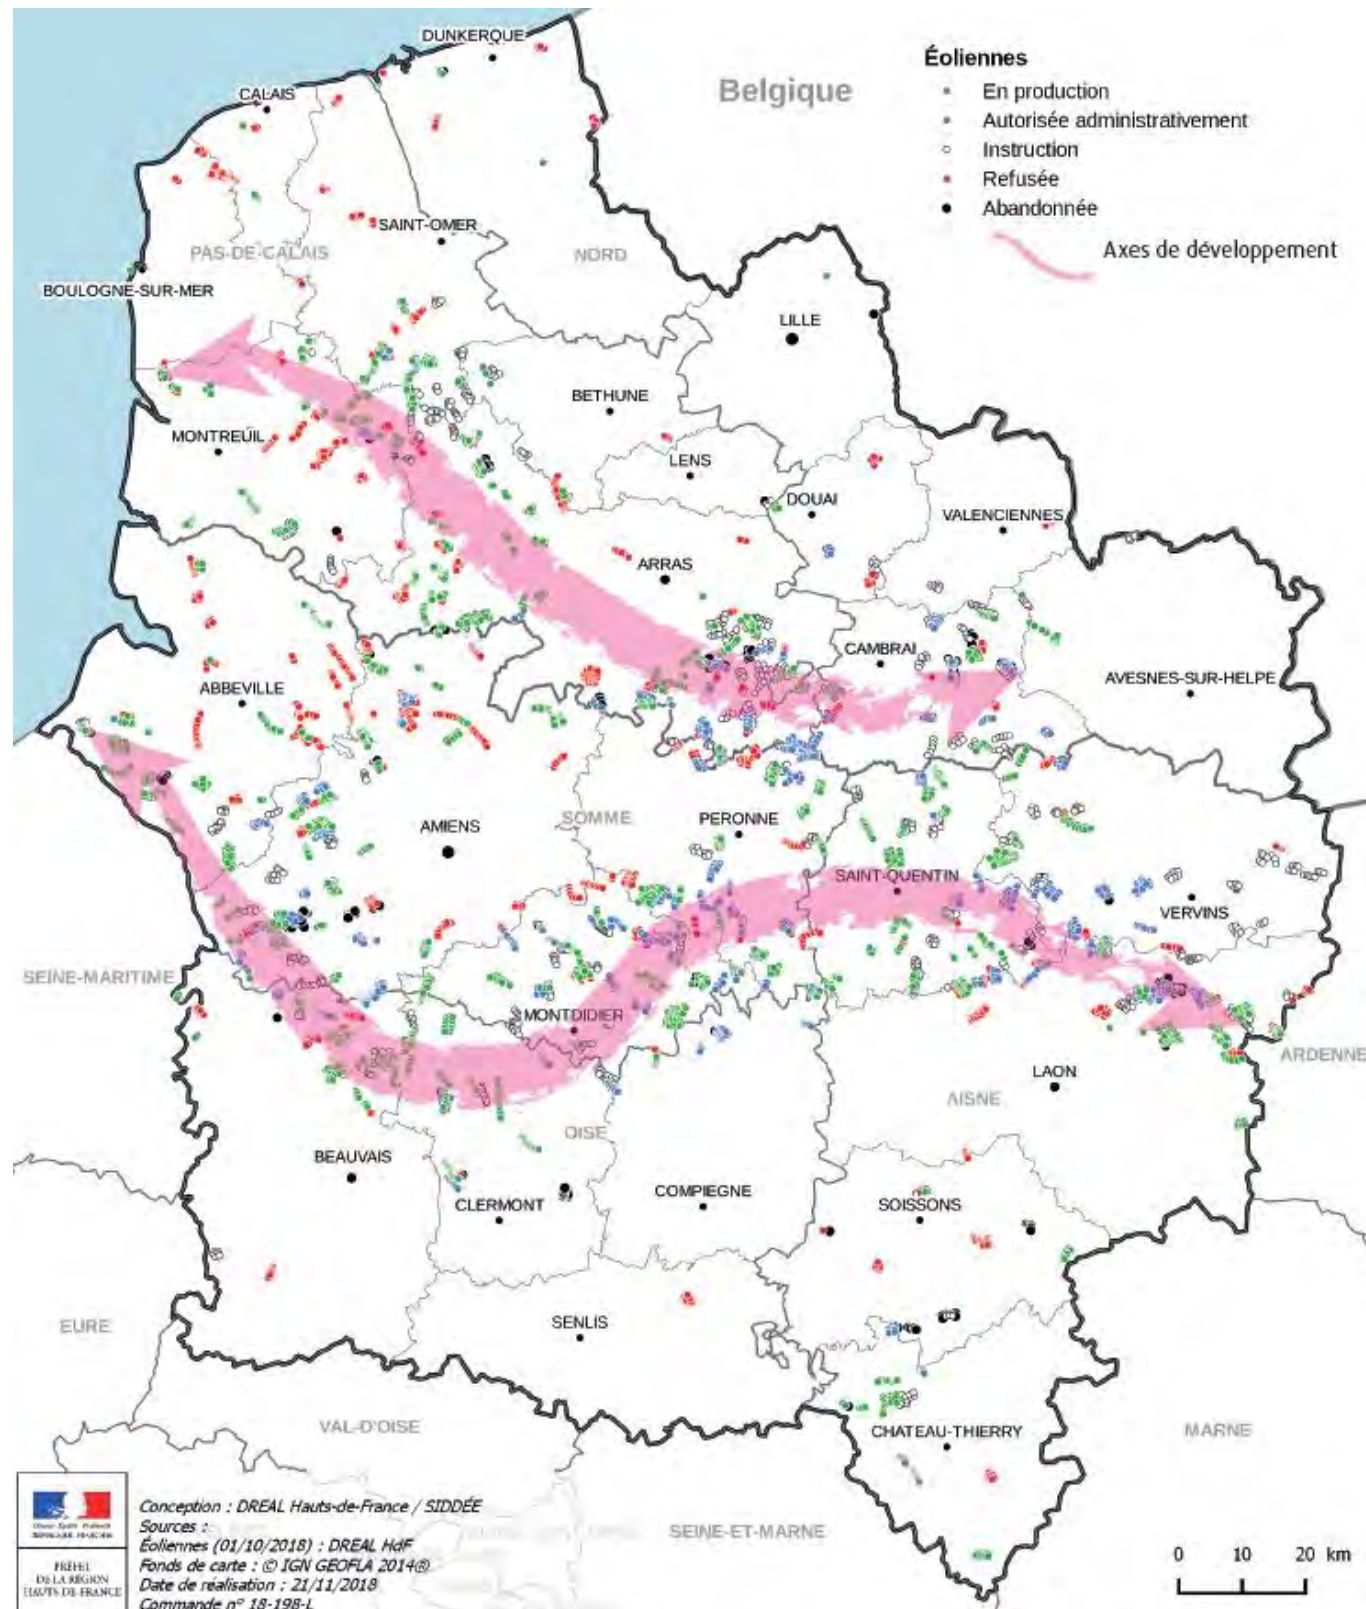 DUNKERQUE
Éoliennes
En production
Autorisée administrativement
Instruction
Refusée
Abandonnée
Axes de développement
Belgique
CALAIS
SAINT-OMER
PAS-DE-CALAIS
NORD
BOULOGNE-SUR-MER
LILLE
BETHUNE
MONTREUIL
LENS
DOUAI
VALENCIENNES
ARRAS
CAMBRAI
AVESNES-SUR-HELPE
ABBEVILLE
SOMME
PERONNE
AMIENS
SAINT-QUENTIN
VERVINS
SEINE-MARITIME
MONTDIDIER
ARDENNE
LAON
AISNE
OISE
BEAUVAIS
CLERMONT
COMPIEGNE
SOISSONS
EURE
SENLIS
VAL-D'OISE
CHATEAU-THIERRY
MARNE
SEINE-ET-MARNE
PRÉFET
DE LA RÉGION
HAUTS-DE-FRANCE
Conception : DREAL Hauts-de-France / SIDDÉE
Sources :
Éoliennes (01/10/2018) : DREAL HdF
Fonds de carte : © IGN GEOFLA 2014®
Date de réalisation : 21/11/2018
Commande n° 18-198-L
0 10 20 km